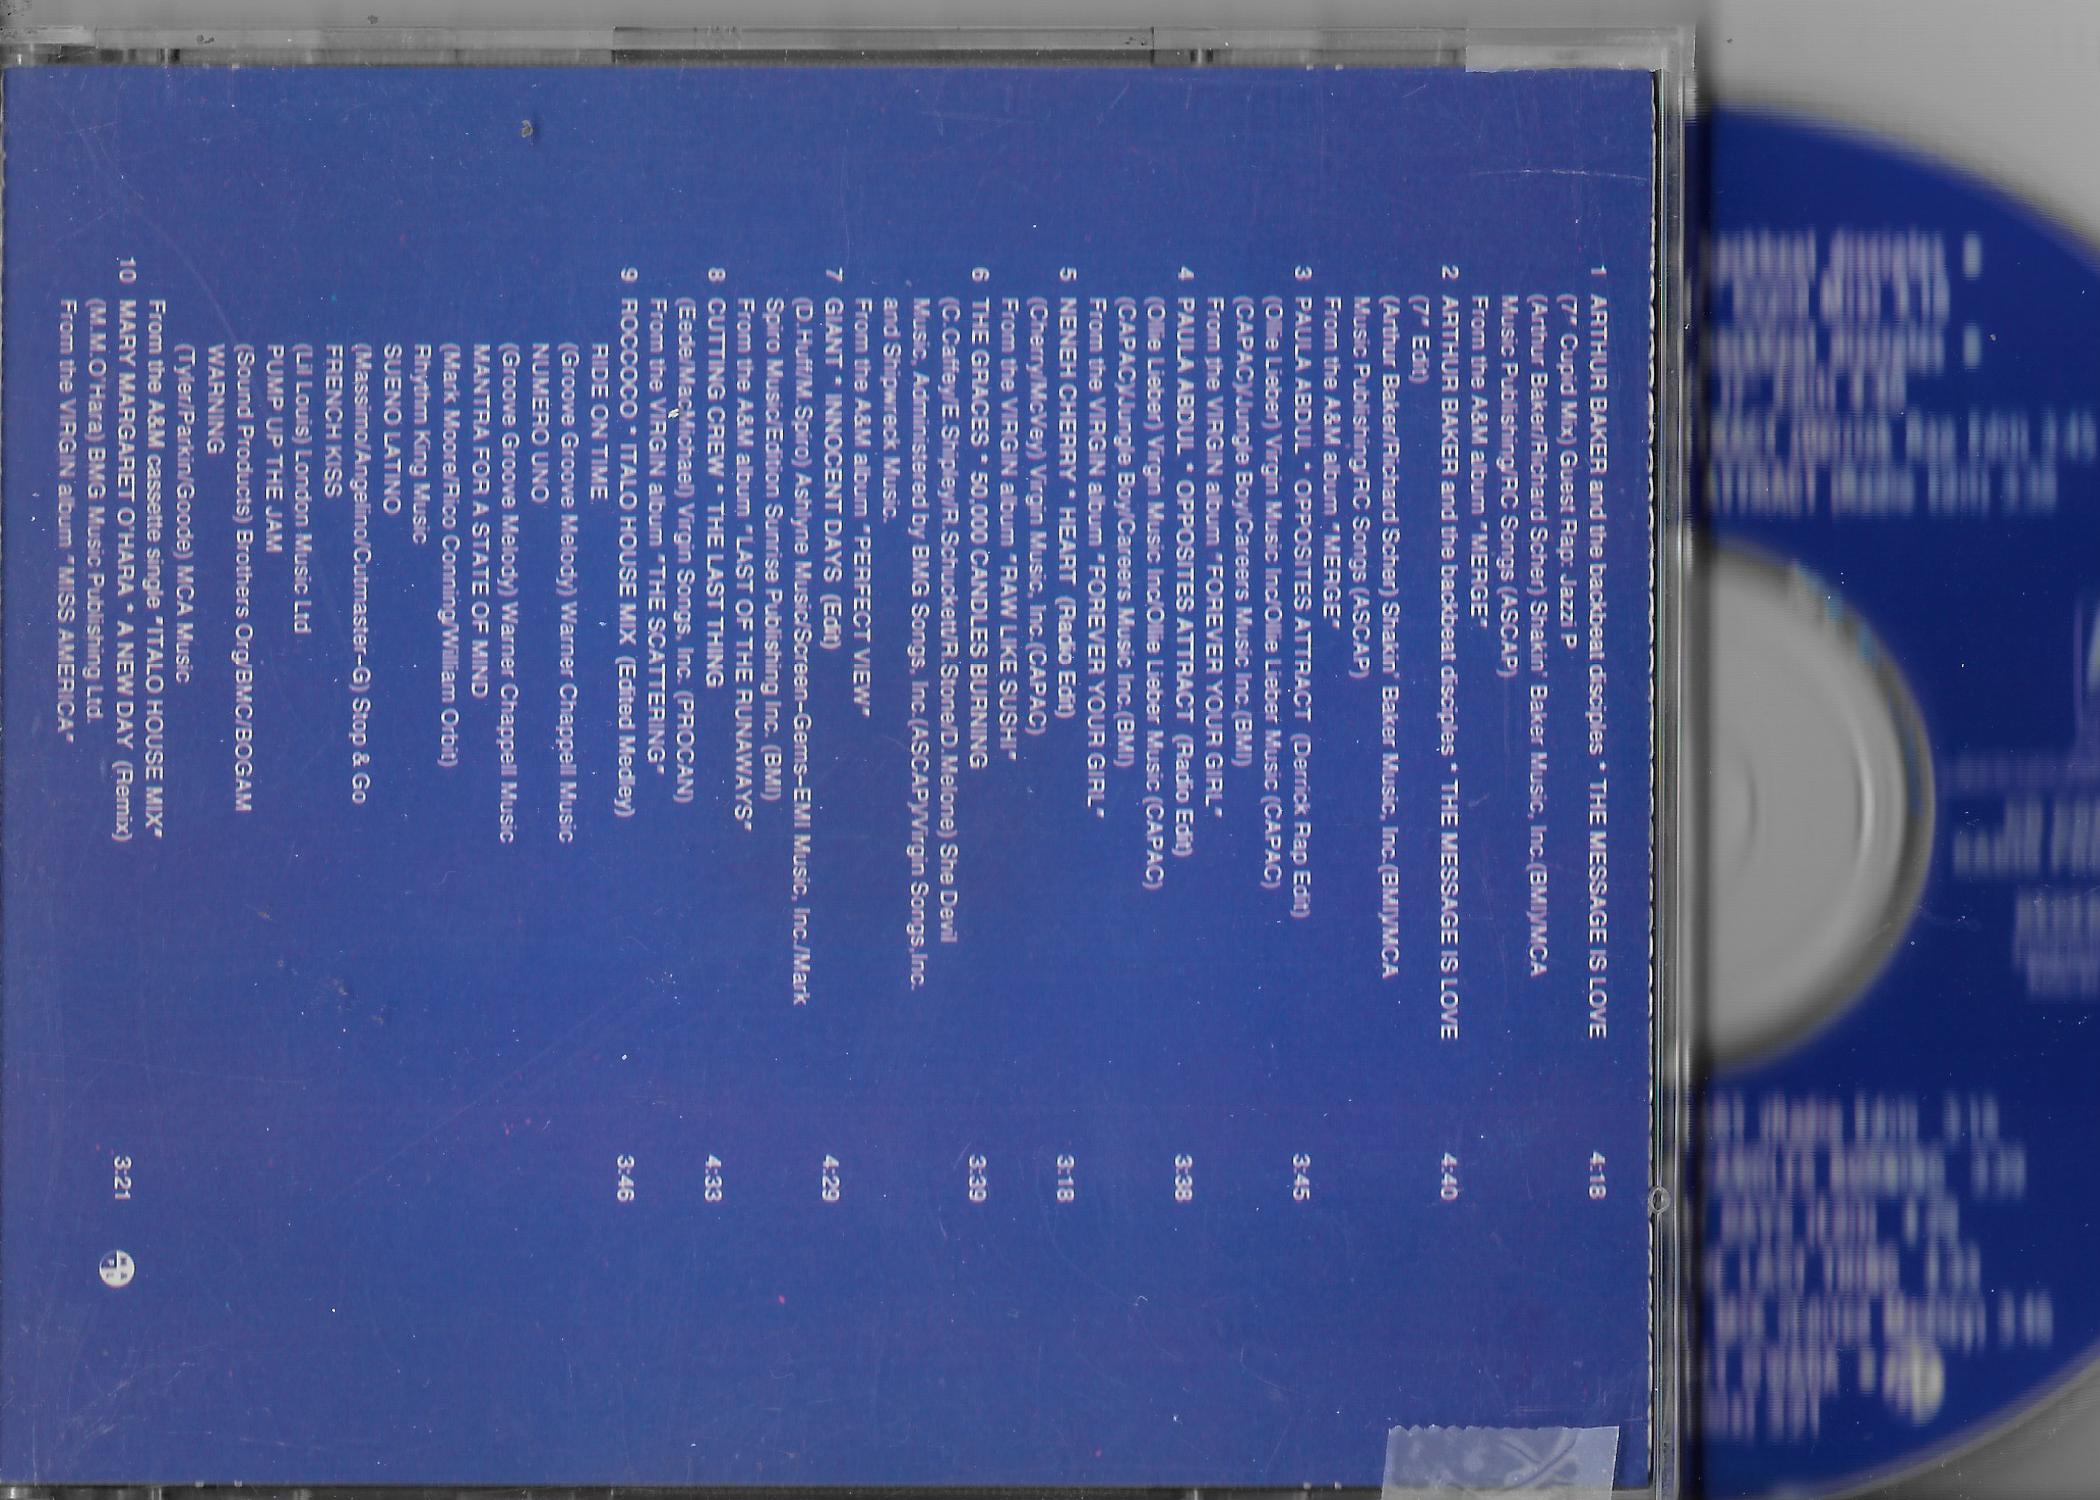 1 ARTHUR BAKER and the backbeat disciples * THE MESSAGE IS LOVE 4:18
(7" Cupid Mix) Guest Rap: Jazzi P
(Arthur Baker/Richard Scher) Shakin' Baker Music, Inc.(BMI)/MCA
Music Publishing/RC Songs (ASCAP)
From the A&M album "MERGE"
2 ARTHUR BAKER and the backbeat disciples * THE MESSAGE IS LOVE 4:40
(7" Edit)
(Arthur Baker/Richard Scher) Shakin' Baker Music, Inc.(BMI)/MCA
Music Publishing/RC Songs (ASCAP)
From the A&M album "MERGE"
3 PAULA ABDUL * OPPOSITES ATTRACT (Derrick Rap Edit) 3:45
(Ollie Lieber) Virgin Music Inc/Ollie Lieber Music (CAPAC)
(CAPAC)/Jungle Boy/Careers Music Inc.(BMI)
From the VIRGIN album "FOREVER YOUR GIRL"
4 PAULA ABDUL * OPPOSITES ATTRACT (Radio Edit) 3:38
(Ollie Lieber) Virgin Music Inc/Ollie Lieber Music (CAPAC)
(CAPAC)/Jungle Boy/Careers Music Inc.(BMI)
From the VIRGIN album "FOREVER YOUR GIRL"
5 NENEH CHERRY * HEART (Radio Edit) 3:18
(Cherry/McVey) Virgin Music, Inc.(CAPAC)
From the VIRGIN album "RAW LIKE SUSHI"
6 THE GRACES * 50,000 CANDLES BURNING 3:39
(C.Caffey/E.Shipley/R.Schuckett/R.Stone/D.Melone) She Devil
Music, Administered by BMG Songs, Inc.(ASCAP)/Virgin Songs,Inc.
and Shipwreck Music.
From the A&M album "PERFECT VIEW"
7 GIANT * INNOCENT DAYS (Edit) 4:29
(D.Huff/M.Spiro) Ashlyne Music/Screen-Gems-EMI Music, Inc./Mark
Spiro Music/Edition Sunrise Publishing Inc. (BMI)
From the A&M album "LAST OF THE RUNAWAYS"
8 CUTTING CREW * THE LAST THING 4:33
(Eede/MacMichael) Virgin Songs, Inc. (PROCAN)
From the VIRGIN album "THE SCATTERING"
9 ROCCOCO * ITALO HOUSE MIX (Edited Medley) 3:46
RIDE ON TIME
(Groove Groove Melody) Warner Chappell Music
NUMERO UNO
(Groove Groove Melody) Warner Chappell Music
MANTRA FOR A STATE OF MIND
(Mark Moore/Rico Conning/William Orbit)
Rhythm King Music
SUENO LATINO
(Massimo/Angelino/Cutmaster-G) Stop & Go
FRENCH KISS
(Lil Louis) London Music Ltd
PUMP UP THE JAM
(Sound Products) Brothers Org/BMC/BOGAM
WARNING
(Tyler/Parkin/Goode) MCA Music
From the A&M cassette single "ITALO HOUSE MIX"
10 MARY MARGARET O'HARA * A NEW DAY (Remix) 3:21
(M.M.O'Hara) BMG Music Publishing Ltd.
From the VIRGIN album "MISS AMERICA"